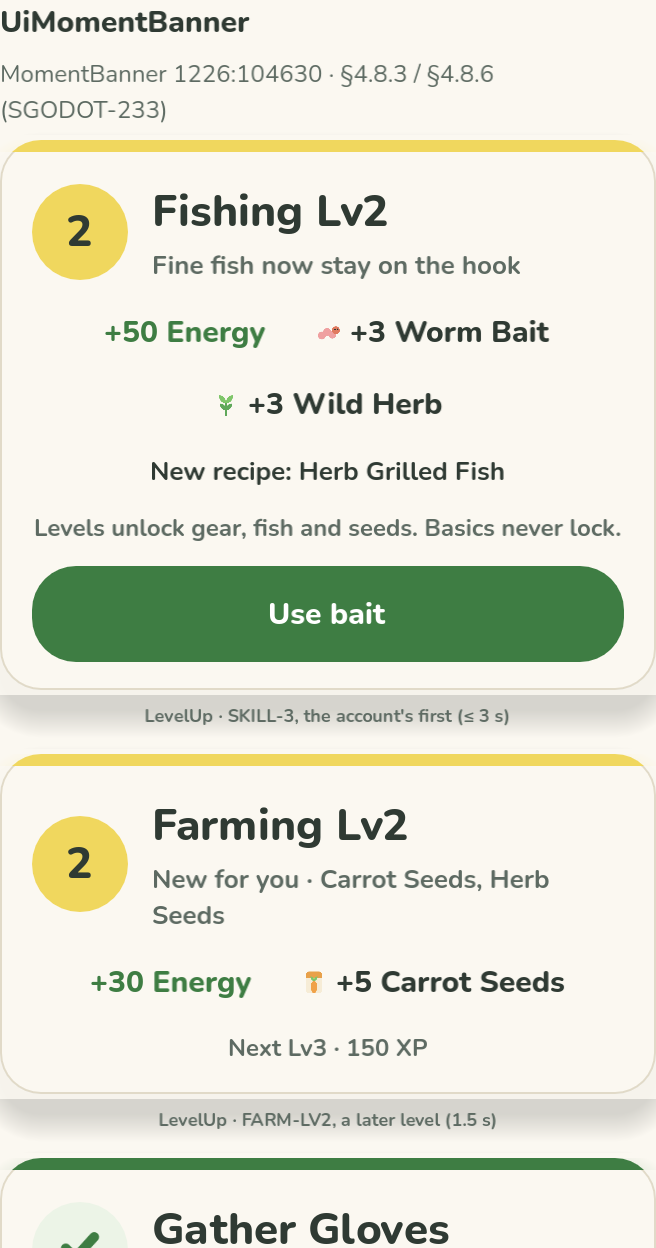 UiMomentBanner
MomentBanner 1226:104630 · §4.8.3 / §4.8.6
(SGODOT-233)
2
Fishing Lv2
Fine fish now stay on the hook
+50 Energy +3 Worm Bait
+3 Wild Herb
New recipe: Herb Grilled Fish
Levels unlock gear, fish and seeds. Basics never lock.
Use bait
LevelUp · SKILL-3, the account's first (≤ 3 s)
2
Farming Lv2
New for you · Carrot Seeds, Herb
Seeds
+30 Energy +5 Carrot Seeds
Next Lv3 · 150 XP
LevelUp · FARM-LV2, a later level (1.5 s)
Gather Gloves